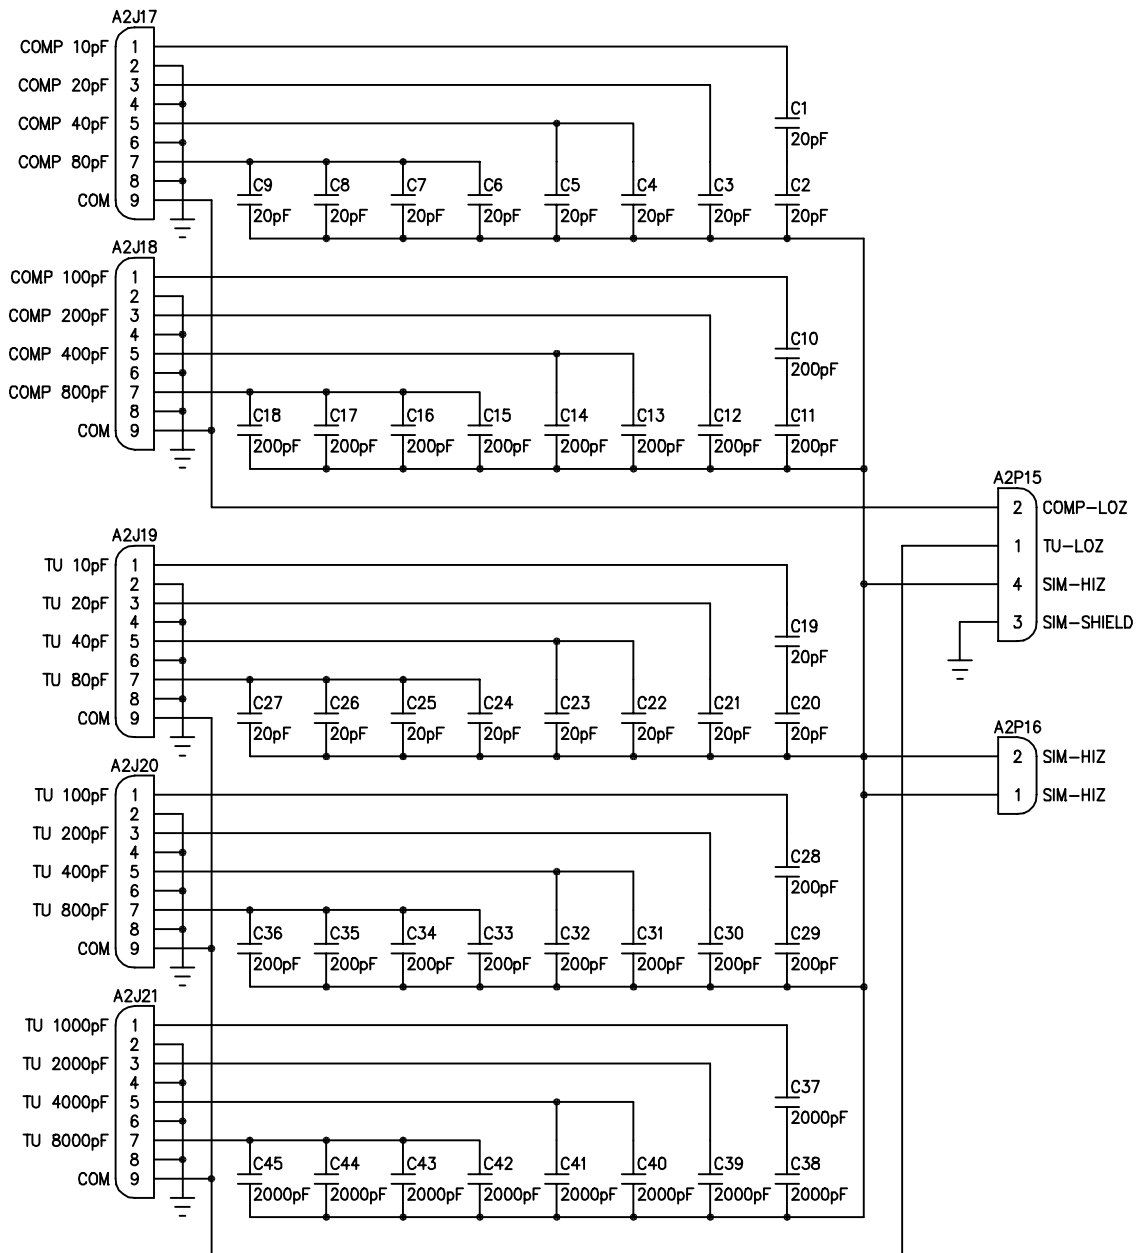 A2J17
COMP 10pF 1
2
COMP 20pF 3
4
COMP 40pF 5
6
COMP 80pF 7
8
COM 9
C1
20pF
C9 C8 C7 C6 C5 C4 C3 C2
20pF 20pF 20pF 20pF 20pF 20pF 20pF 20pF
A2J18
COMP 100pF 1
2
COMP 200pF 3
4
COMP 400pF 5
6
COMP 800pF 7
8
COM 9
C10
200pF
C18 C17 C16 C15 C14 C13 C12 C11
200pF 200pF 200pF 200pF 200pF 200pF 200pF 200pF
A2P15
2 COMP-LOZ
1 TU-LOZ
4 SIM-HIZ
3 SIM-SHIELD
A2J19
TU 10pF 1
2
TU 20pF 3
4
TU 40pF 5
6
TU 80pF 7
8
COM 9
C19
20pF
C27 C26 C25 C24 C23 C22 C21 C20
20pF 20pF 20pF 20pF 20pF 20pF 20pF 20pF
A2P16
2 SIM-HIZ
1 SIM-HIZ
A2J20
TU 100pF 1
2
TU 200pF 3
4
TU 400pF 5
6
TU 800pF 7
8
COM 9
C28
200pF
C36 C35 C34 C33 C32 C31 C30 C29
200pF 200pF 200pF 200pF 200pF 200pF 200pF 200pF
A2J21
TU 1000pF 1
2
TU 2000pF 3
4
TU 4000pF 5
6
TU 8000pF 7
8
COM 9
C37
2000pF
C45 C44 C43 C42 C41 C40 C39 C38
2000pF 2000pF 2000pF 2000pF 2000pF 2000pF 2000pF 2000pF